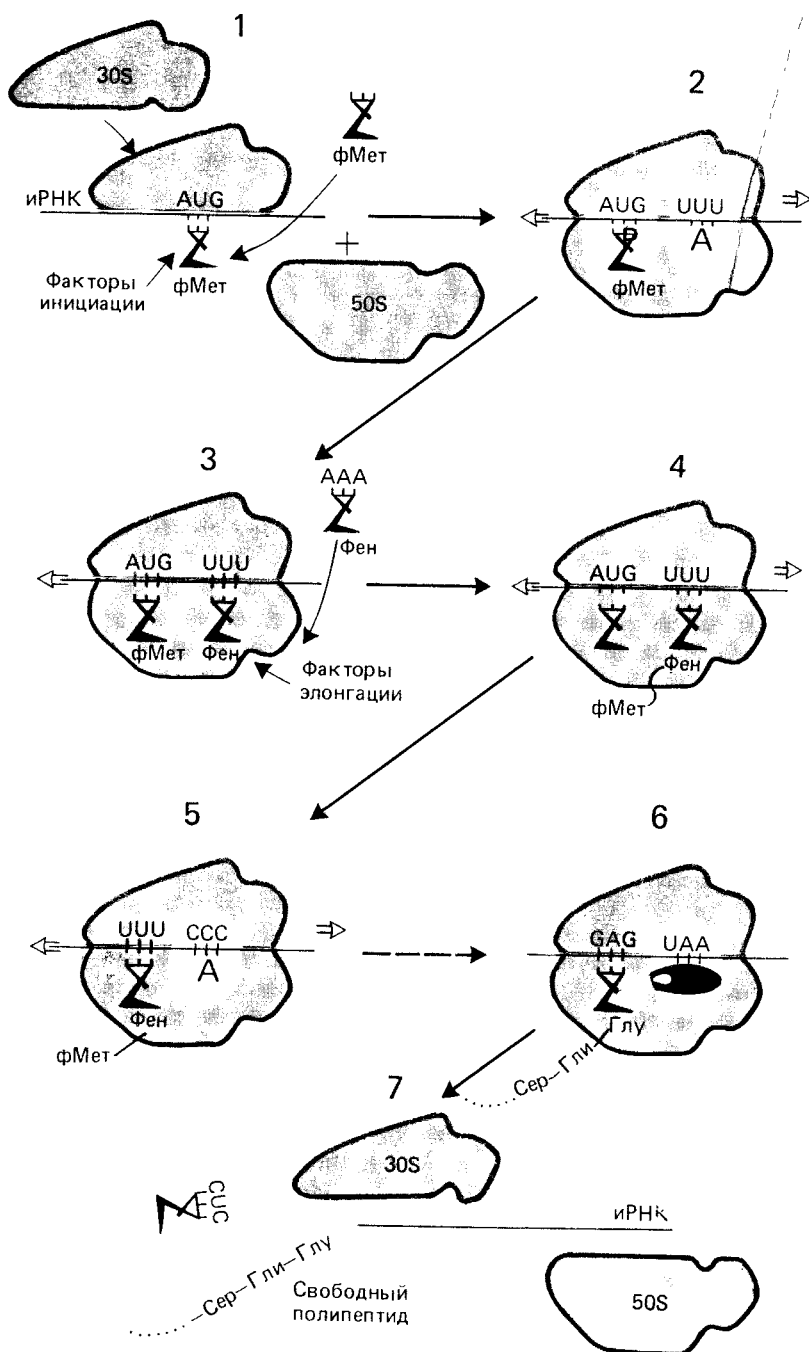 1
30S
фМет
иРНК
AUG
Факторы
инициации
фМет
+
50S
2
AUG UUU
P A
фМет
3
AAA
Фен
AUG UUU
фМет Фен
Факторы
элонгации
4
AUG UUU
Фен
фМет
5
UUU CCC
A
Фен
фМет
6
GAG UAA
Глу
Сер–Гли–
7
30S
CUC
иРНК
–Сер–Гли–Глу
Свободный
полипептид
50S